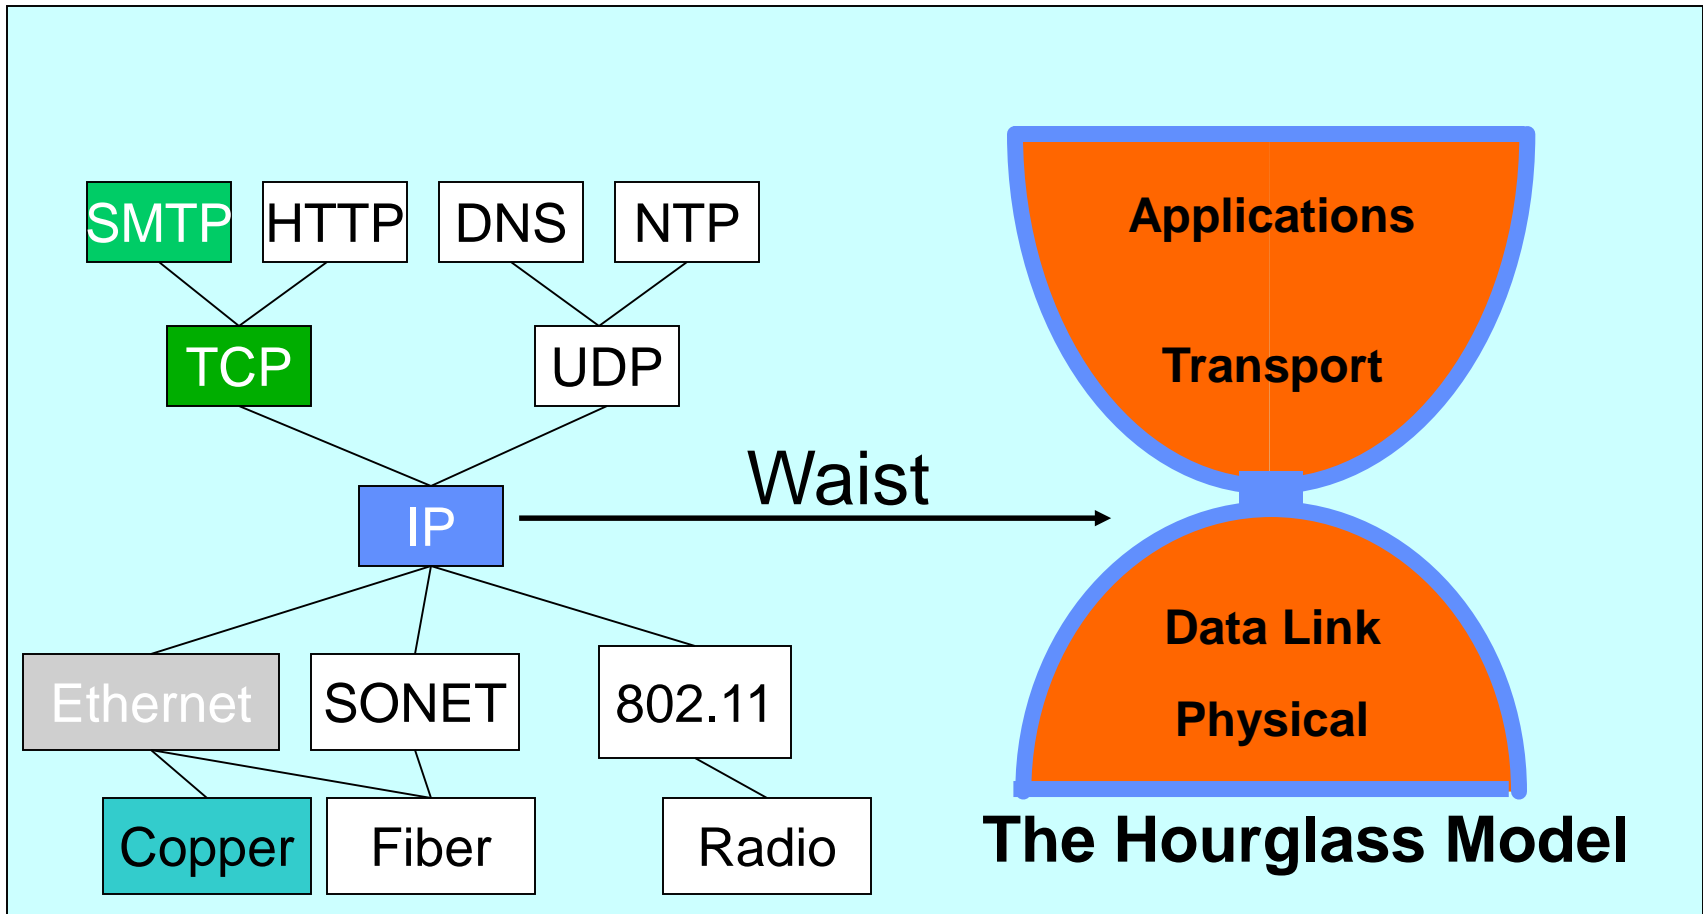 SMTP HTTP DNS NTP
TCP UDP
IP
Waist
Ethernet SONET 802.11
Copper Fiber Radio
Applications
Transport
Data Link
Physical
The Hourglass Model